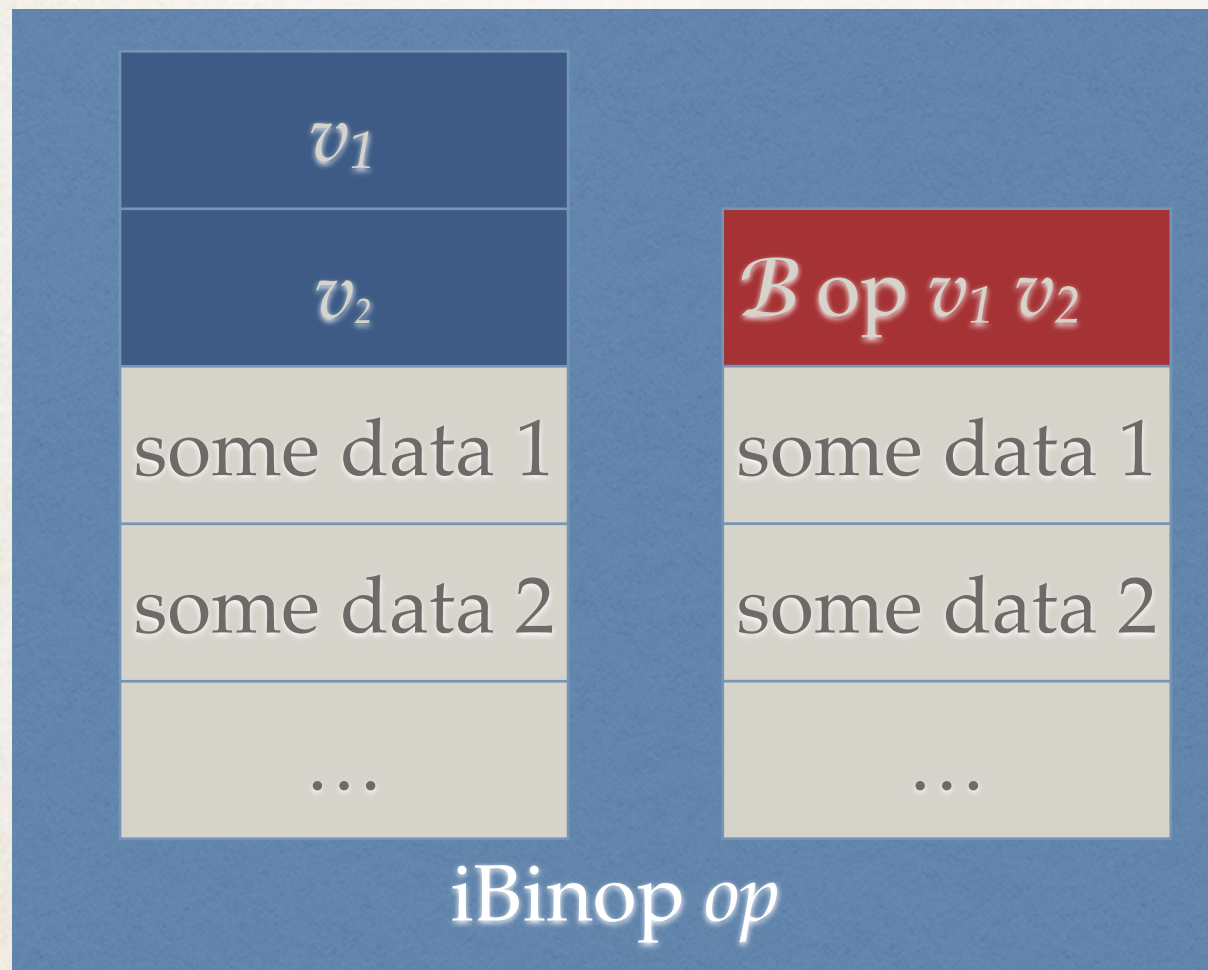 v₁
v₂
some data 1
some data 2
…
ℬ op v₁ v₂
some data 1
some data 2
…
iBinop op